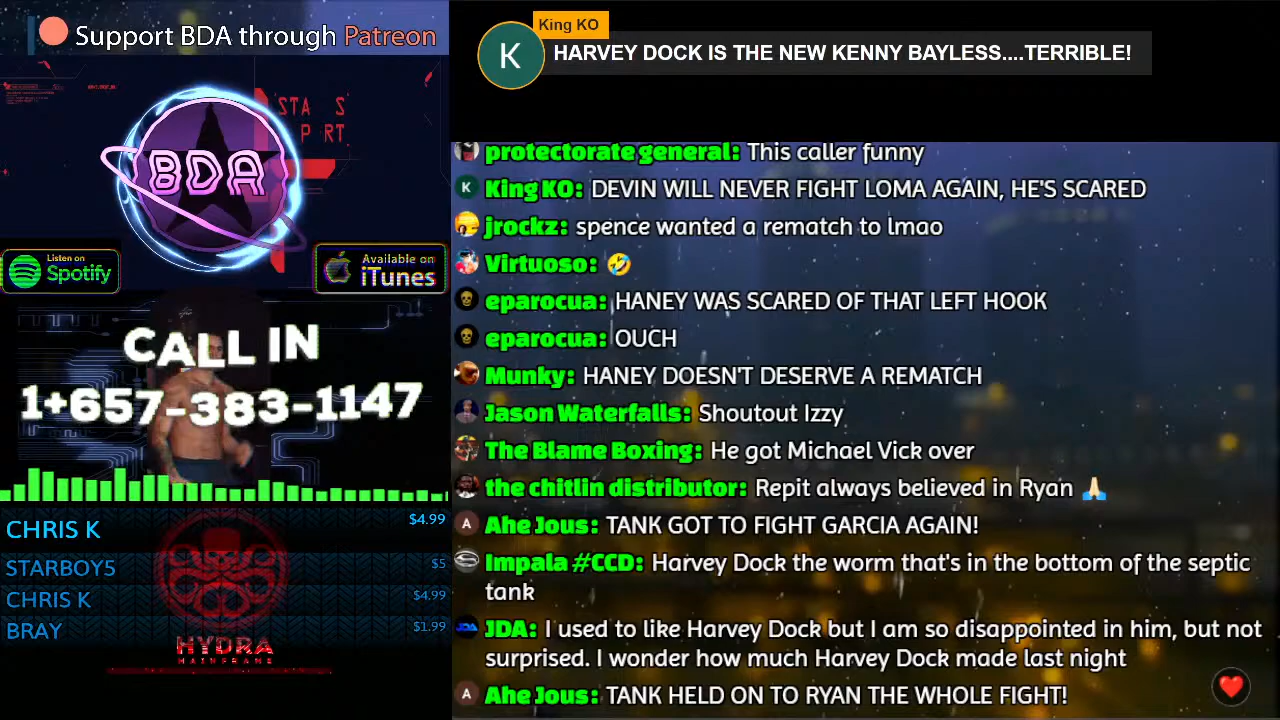 Support BDA through Patreon
STA S
P RT
BDA
Listen on
Spotify
Available on
iTunes
CALL IN
1+657-383-1147
CHRIS K $4.99
STARBOY5 $5
CHRIS K $4.99
BRAY $1.99
HYDRA
MAINFRAME
King KO
K HARVEY DOCK IS THE NEW KENNY BAYLESS....TERRIBLE!
protectorate general: This caller funny
K King KO: DEVIN WILL NEVER FIGHT LOMA AGAIN, HE'S SCARED
jrockz: spence wanted a rematch to lmao
Virtuoso: 🤣
eparocua: HANEY WAS SCARED OF THAT LEFT HOOK
eparocua: OUCH
Munky: HANEY DOESN'T DESERVE A REMATCH
Jason Waterfalls: Shoutout Izzy
The Blame Boxing: He got Michael Vick over
the chitlin distributor: Repit always believed in Ryan 🙏🏻
A Ahe Jous: TANK GOT TO FIGHT GARCIA AGAIN!
Impala #CCD: Harvey Dock the worm that's in the bottom of the septic
tank
JDA JDA: I used to like Harvey Dock but I am so disappointed in him, but not
surprised. I wonder how much Harvey Dock made last night
A Ahe Jous: TANK HELD ON TO RYAN THE WHOLE FIGHT!